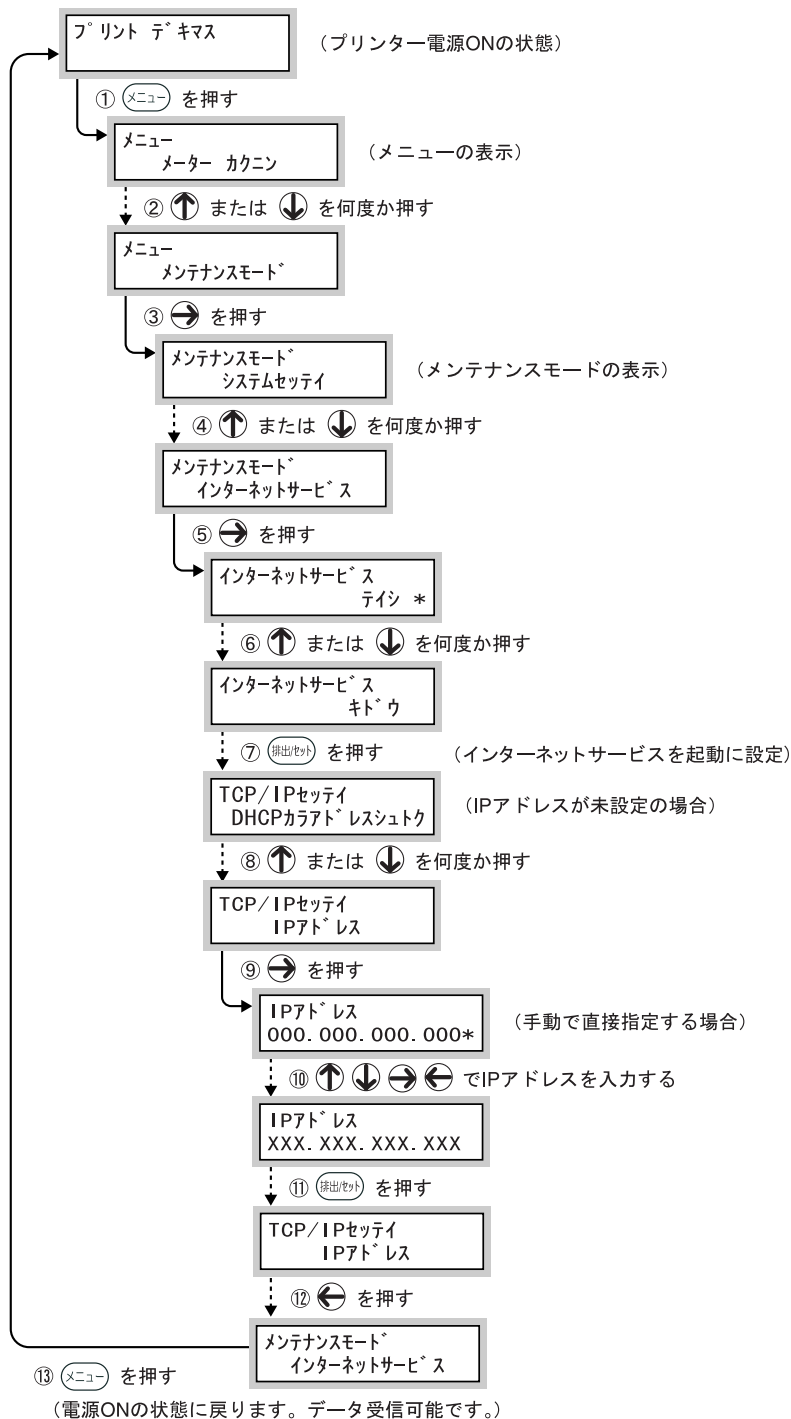 プリント デキマス
(プリンター電源ONの状態)
① メニュー を押す
メニュー
メーター カクニン
(メニューの表示)
② ↑ または ↓ を何度か押す
メニュー
メンテナンスモード
③ → を押す
メンテナンスモード
システムセッテイ
(メンテナンスモードの表示)
④ ↑ または ↓ を何度か押す
メンテナンスモード
インターネットサービス
⑤ → を押す
インターネットサービス
テイシ *
⑥ ↑ または ↓ を何度か押す
インターネットサービス
キドウ
⑦ 排出/セット を押す
(インターネットサービスを起動に設定)
TCP/IPセッテイ
DHCPカラアドレスシュトク
(IPアドレスが未設定の場合)
⑧ ↑ または ↓ を何度か押す
TCP/IPセッテイ
IPアドレス
⑨ → を押す
IPアドレス
000.000.000.000*
(手動で直接指定する場合)
⑩ ↑ ↓ → ← でIPアドレスを入力する
IPアドレス
XXX.XXX.XXX.XXX
⑪ 排出/セット を押す
TCP/IPセッテイ
IPアドレス
⑫ ← を押す
メンテナンスモード
インターネットサービス
⑬ メニュー を押す
(電源ONの状態に戻ります。データ受信可能です。)